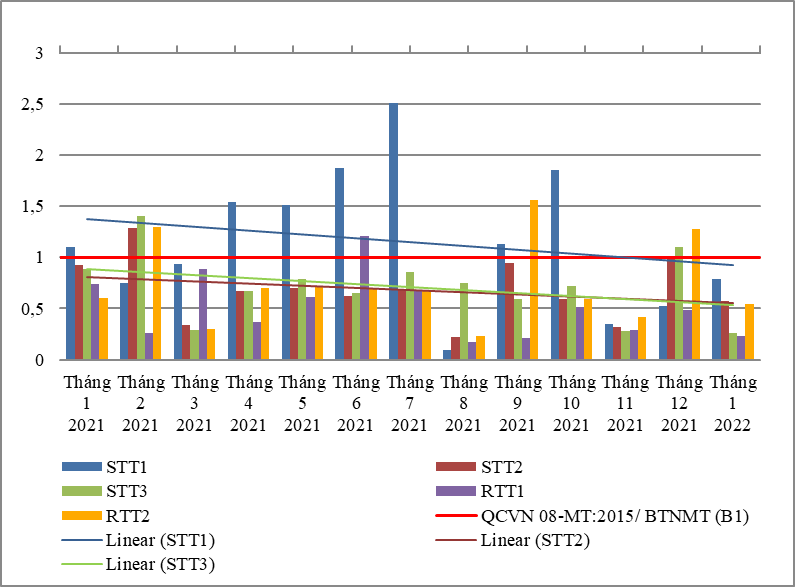 3
2,5
2
1,5
1
0,5
0
Tháng Tháng Tháng Tháng Tháng Tháng Tháng Tháng Tháng Tháng Tháng Tháng Tháng
1 2 3 4 5 6 7 8 9 10 11 12 1
2021 2021 2021 2021 2021 2021 2021 2021 2021 2021 2021 2021 2022
STT1 STT2
STT3 RTT1
RTT2 QCVN 08-MT:2015/ BTNMT (B1)
Linear (STT1) Linear (STT2)
Linear (STT3)